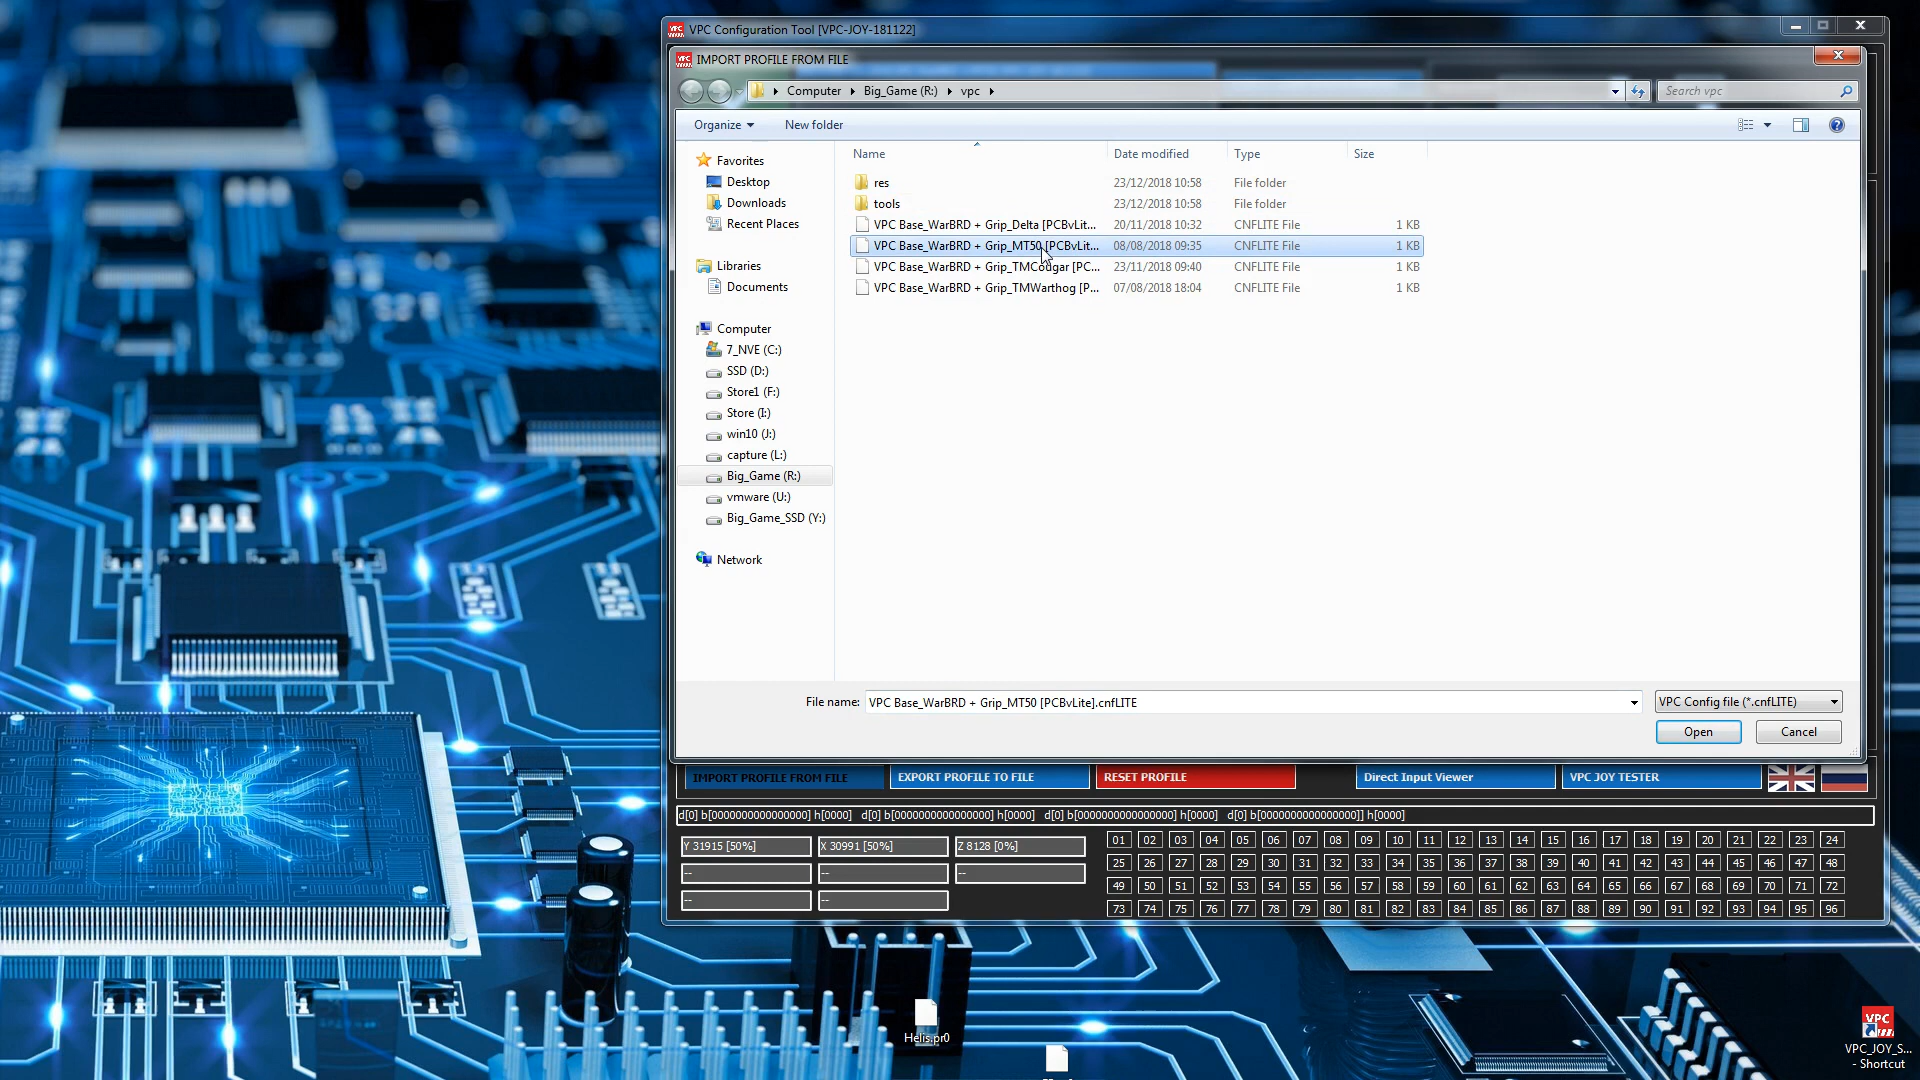 VPC Configuration Tool [VPC-JOY-181122]
IMPORT PROFILE FROM FILE
Computer Big_Game (R:) vpc
Search vpc
Organize New folder
Name Date modified Type Size
Favorites
Desktop
Downloads
Recent Places
Libraries
Documents
Computer
7_NVE (C:)
SSD (D:)
Store1 (F:)
Store (I:)
win10 (J:)
capture (L:)
Big_Game (R:)
vmware (U:)
Big_Game_SSD (Y:)
Network
res 23/12/2018 10:58 File folder
tools 23/12/2018 10:58 File folder
VPC Base_WarBRD + Grip_Delta [PCBvLit... 20/11/2018 10:32 CNFLITE File 1 KB
VPC Base_WarBRD + Grip_MT50 [PCBvLit... 08/08/2018 09:35 CNFLITE File 1 KB
VPC Base_WarBRD + Grip_TMCougar [PC... 23/11/2018 09:40 CNFLITE File 1 KB
VPC Base_WarBRD + Grip_TMWarthog [P... 07/08/2018 18:04 CNFLITE File 1 KB
File name: VPC Base_WarBRD + Grip_MT50 [PCBvLite].cnfLITE VPC Config file (*.cnfLITE)
Open Cancel
IMPORT PROFILE FROM FILE EXPORT PROFILE TO FILE RESET PROFILE Direct Input Viewer VPC JOY TESTER
d[0] b[0000000000000000] h[0000] d[0] b[0000000000000000] h[0000] d[0] b[0000000000000000] h[0000] d[0] b[0000000000000000]] h[0000]
Y 31915 [50%] X 30991 [50%] Z 8128 [0%]
-- -- --
-- --
01 02 03 04 05 06 07 08 09 10 11 12 13 14 15 16 17 18 19 20 21 22 23 24
25 26 27 28 29 30 31 32 33 34 35 36 37 38 39 40 41 42 43 44 45 46 47 48
49 50 51 52 53 54 55 56 57 58 59 60 61 62 63 64 65 66 67 68 69 70 71 72
73 74 75 76 77 78 79 80 81 82 83 84 85 86 87 88 89 90 91 92 93 94 95 96
Helis.pr0
VPC
VPC_JOY_S...
- Shortcut